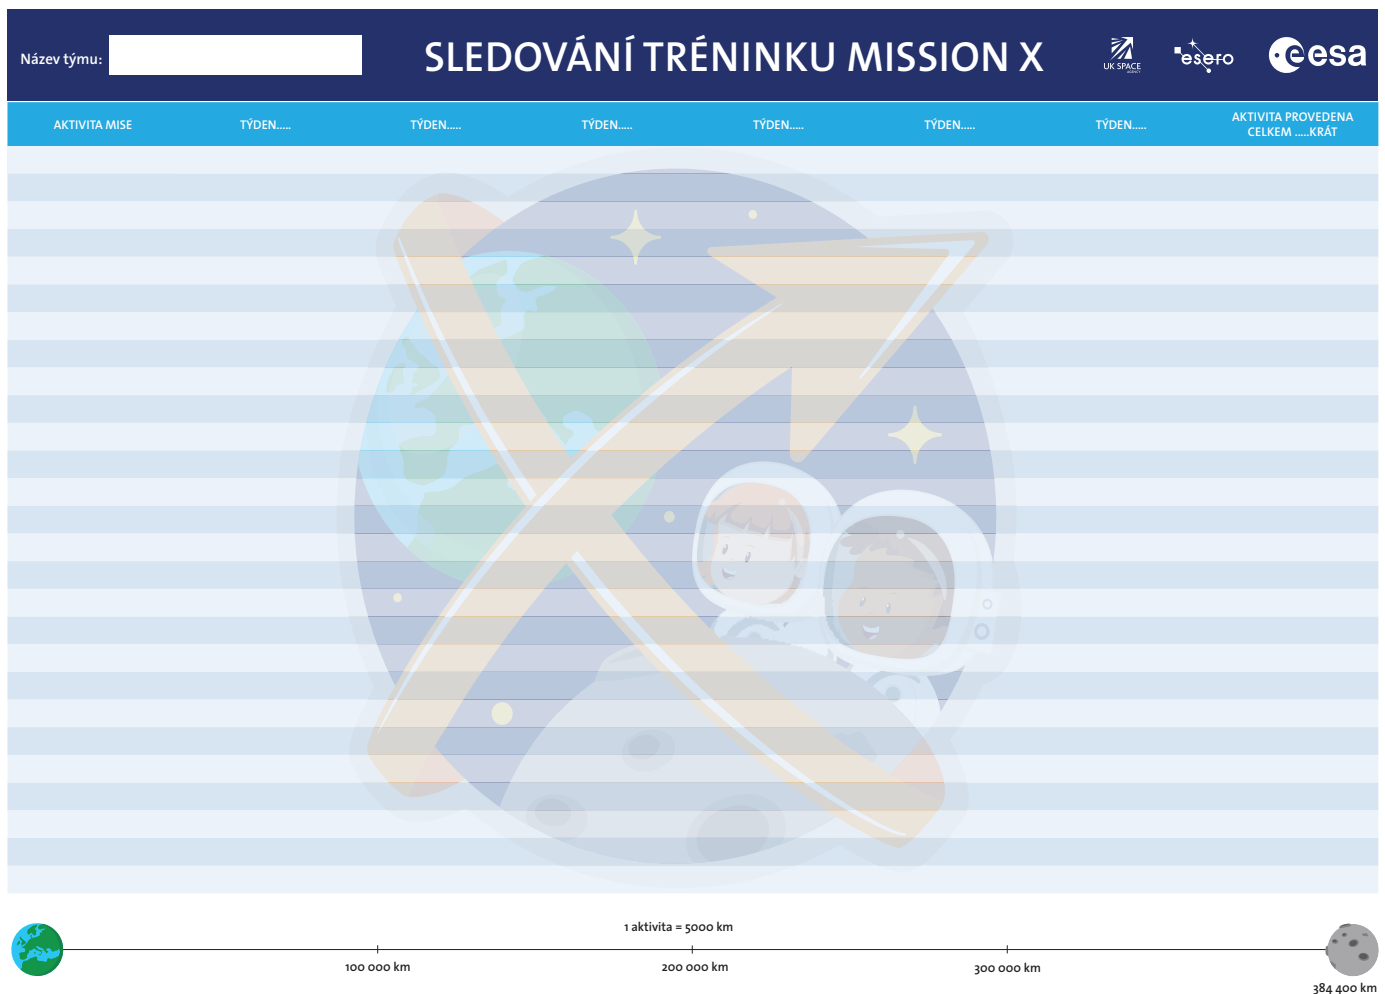 Název týmu:
SLEDOVÁNÍ TRÉNINKU MISSION X
UK SPACE
AGENCY
esero
esa
AKTIVITA MISE
TÝDEN.....
TÝDEN.....
TÝDEN.....
TÝDEN.....
TÝDEN.....
TÝDEN.....
AKTIVITA PROVEDENA
CELKEM .....KRÁT
1 aktivita = 5000 km
100 000 km
200 000 km
300 000 km
384 400 km